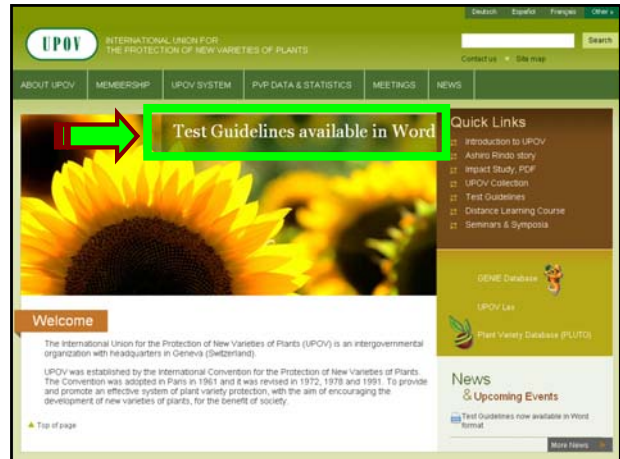 Deutsch Español Français Other
UPOV
INTERNATIONAL UNION FOR
THE PROTECTION OF NEW VARIETIES OF PLANTS
Search
Contact us Site map
ABOUT UPOV MEMBERSHIP UPOV SYSTEM PVP DATA & STATISTICS MEETINGS NEWS
Test Guidelines available in Word
Quick Links
Introduction to UPOV
Ashiro Rindo story
Impact Study, PDF
UPOV Collection
Test Guidelines
Distance Learning Course
Seminars & Symposia
GENIE Database
UPOV Lex
Plant Variety Database (PLUTO)
Welcome
The International Union for the Protection of New Varieties of Plants (UPOV) is an intergovernmental
organization with headquarters in Geneva (Switzerland).
UPOV was established by the International Convention for the Protection of New Varieties of Plants.
The Convention was adopted in Paris in 1961 and it was revised in 1972, 1978 and 1991. To provide
and promote an effective system of plant variety protection, with the aim of encouraging the
development of new varieties of plants, for the benefit of society.
Top of page
News
& Upcoming Events
Test Guidelines now available in Word
format
More News